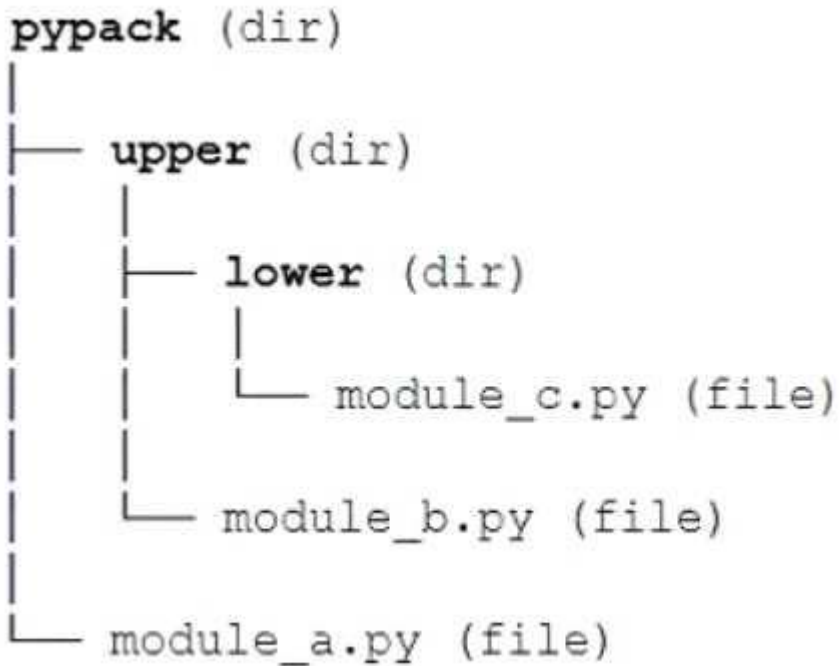 pypack (dir)
upper (dir)
lower (dir)
module_c.py (file)
module_b.py (file)
module_a.py (file)